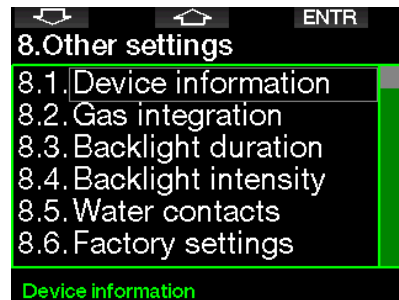 ENTR
8.Other settings
8.1. Device information
8.2. Gas integration
8.3. Backlight duration
8.4. Backlight intensity
8.5. Water contacts
8.6. Factory settings
Device information